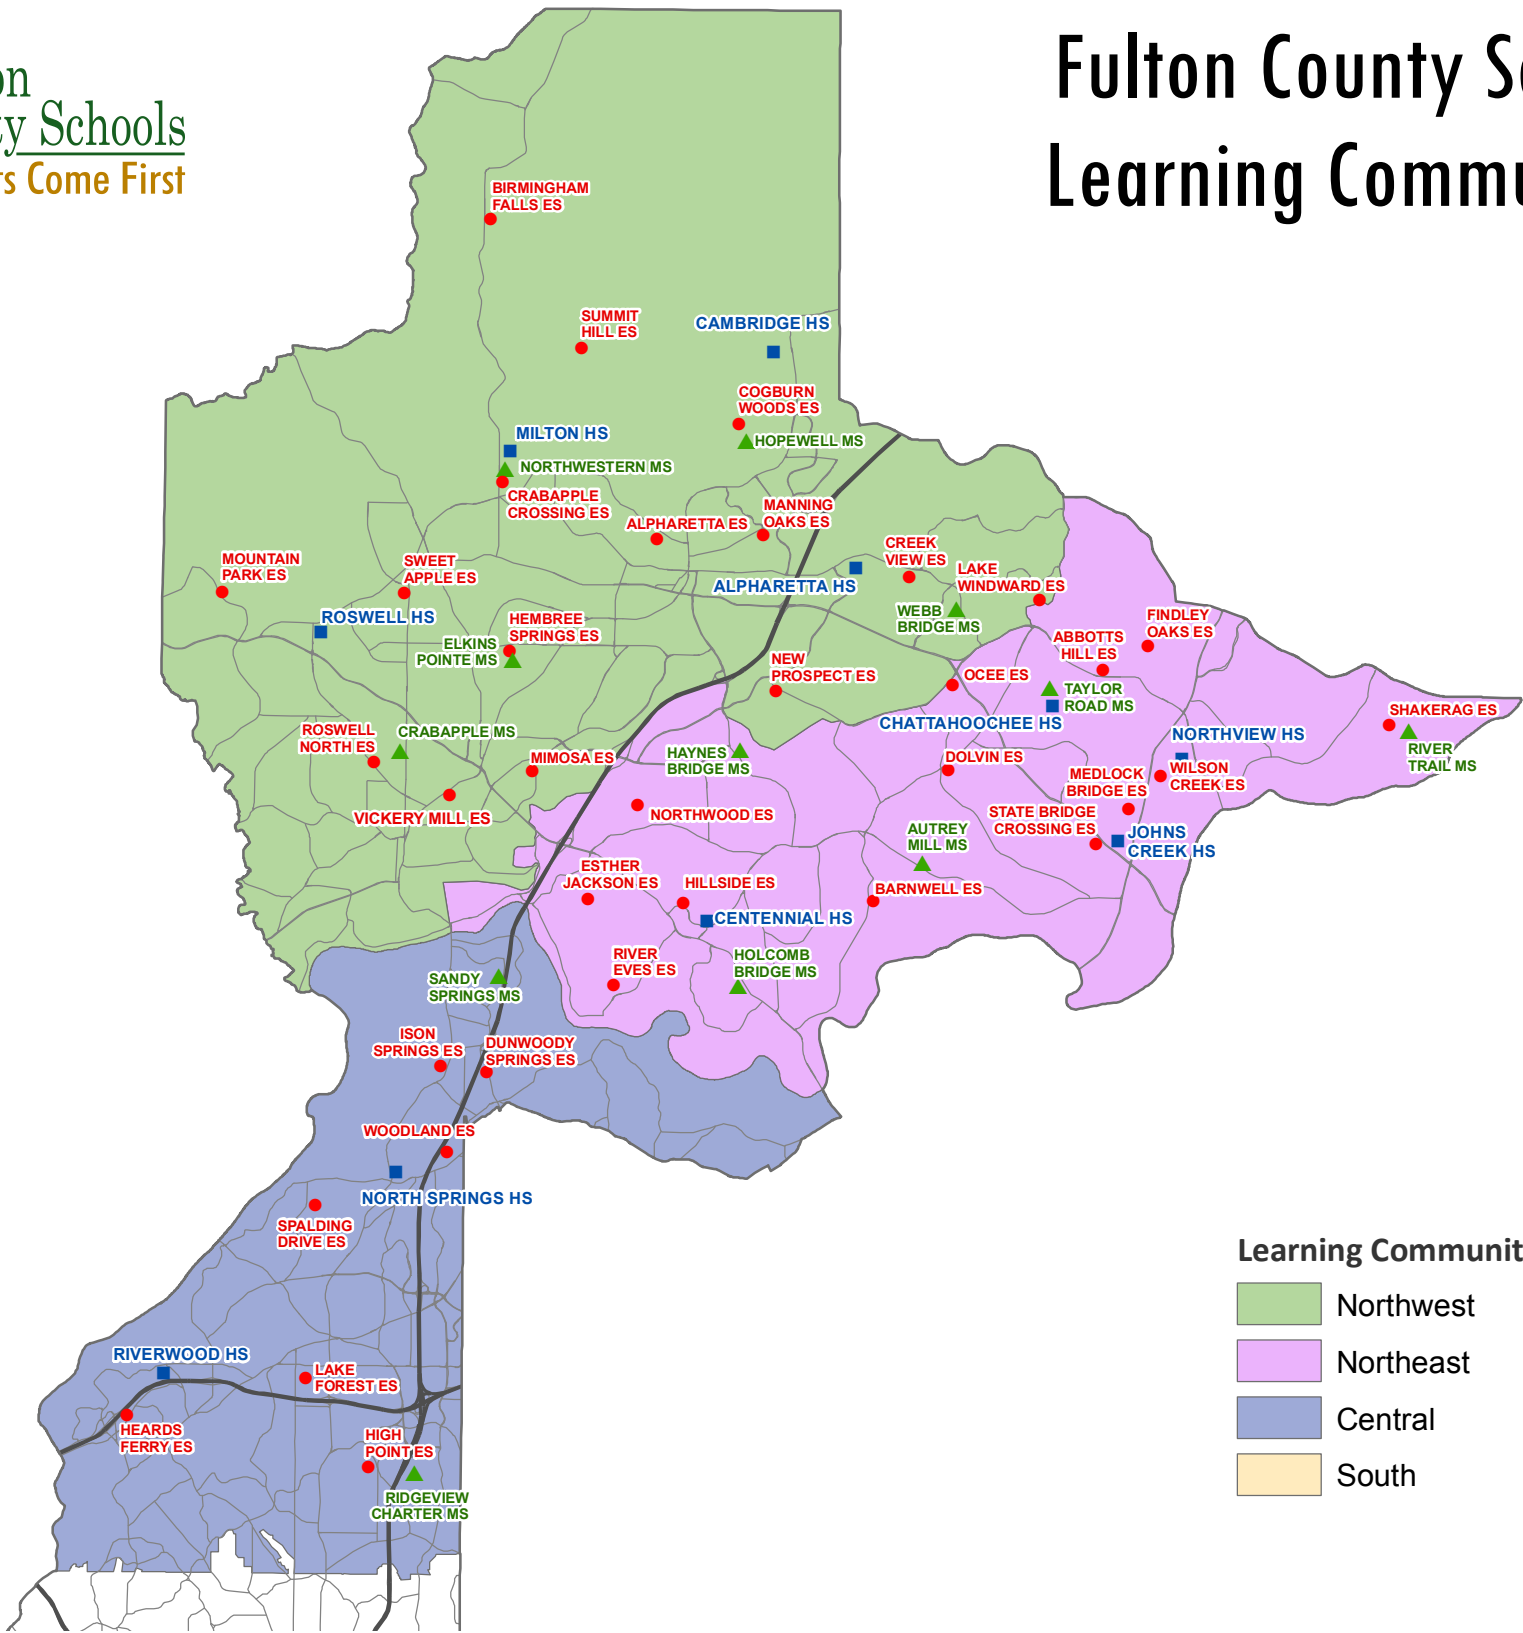 on
ty Schools
ts Come First
Fulton County Sc
Learning Commu
BIRMINGHAM
FALLS ES
SUMMIT
HILL ES
CAMBRIDGE HS
COGBURN
WOODS ES
HOPEWELL MS
MILTON HS
NORTHWESTERN MS
CRABAPPLE
CROSSING ES
ALPHARETTA ES
MANNING
OAKS ES
CREEK
VIEW ES
LAKE
WINDWARD ES
MOUNTAIN
PARK ES
SWEET
APPLE ES
ALPHARETTA HS
WEBB
BRIDGE MS
ROSWELL HS
HEMBREE
SPRINGS ES
ELKINS
POINTE MS
FINDLEY
OAKS ES
ABBOTTS
HILL ES
NEW
PROSPECT ES
OCEE ES
TAYLOR
ROAD MS
CHATTAHOOCHEE HS
SHAKERAG ES
RIVER
TRAIL MS
NORTHVIEW HS
ROSWELL
NORTH ES
CRABAPPLE MS
MIMOSA ES
HAYNES
BRIDGE MS
DOLVIN ES
MEDLOCK
BRIDGE ES
WILSON
CREEK ES
VICKERY MILL ES
NORTHWOOD ES
STATE BRIDGE
CROSSING ES
JOHNS
CREEK HS
AUTREY
MILL MS
ESTHER
JACKSON ES
HILLSIDE ES
BARNWELL ES
CENTENNIAL HS
RIVER
EVES ES
HOLCOMB
BRIDGE MS
SANDY
SPRINGS MS
ISON
SPRINGS ES
DUNWOODY
SPRINGS ES
WOODLAND ES
NORTH SPRINGS HS
SPALDING
DRIVE ES
RIVERWOOD HS
LAKE
FOREST ES
HEARDS
FERRY ES
HIGH
POINT ES
RIDGEVIEW
CHARTER MS
Learning Communit
Northwest
Northeast
Central
South